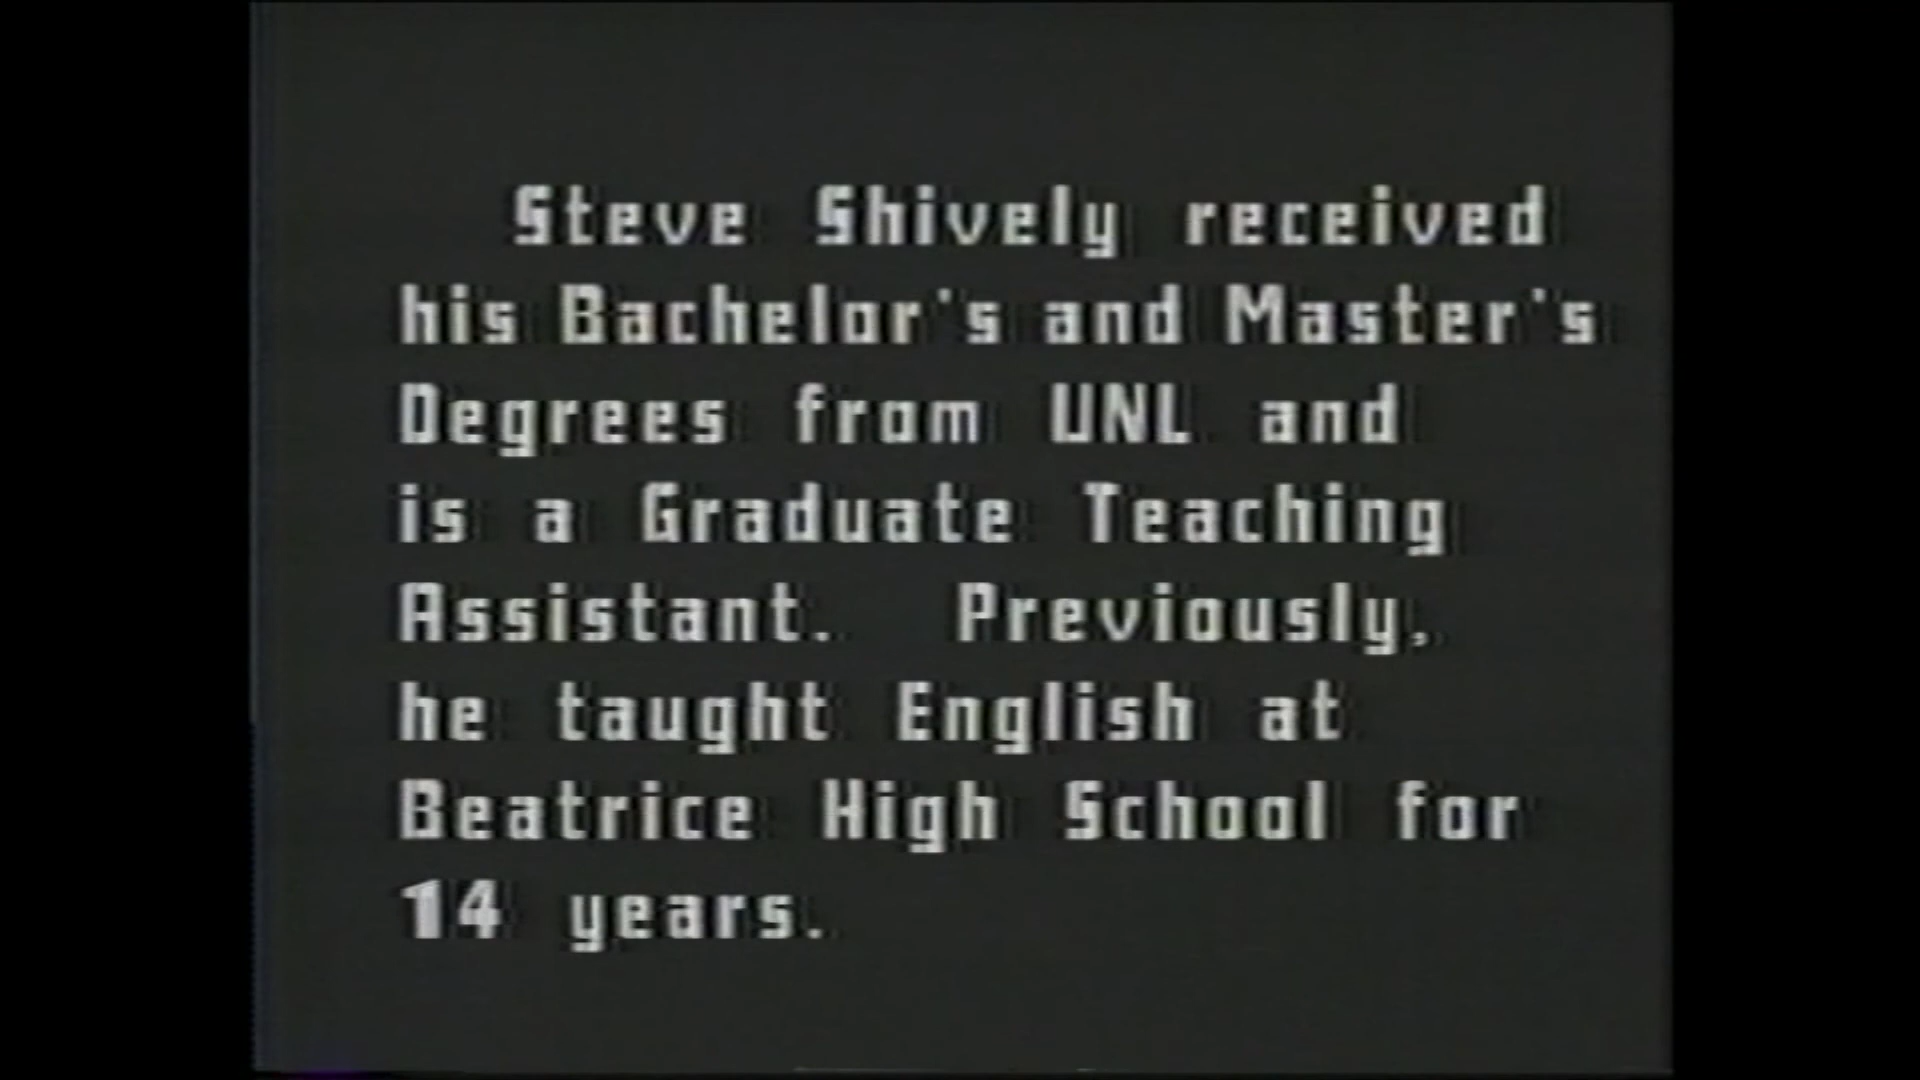 Steve Shively received
his Bachelor's and Master's
Degrees from UNL and
is a Graduate Teaching
Assistant. Previously,
he taught English at
Beatrice High School for
14 years.